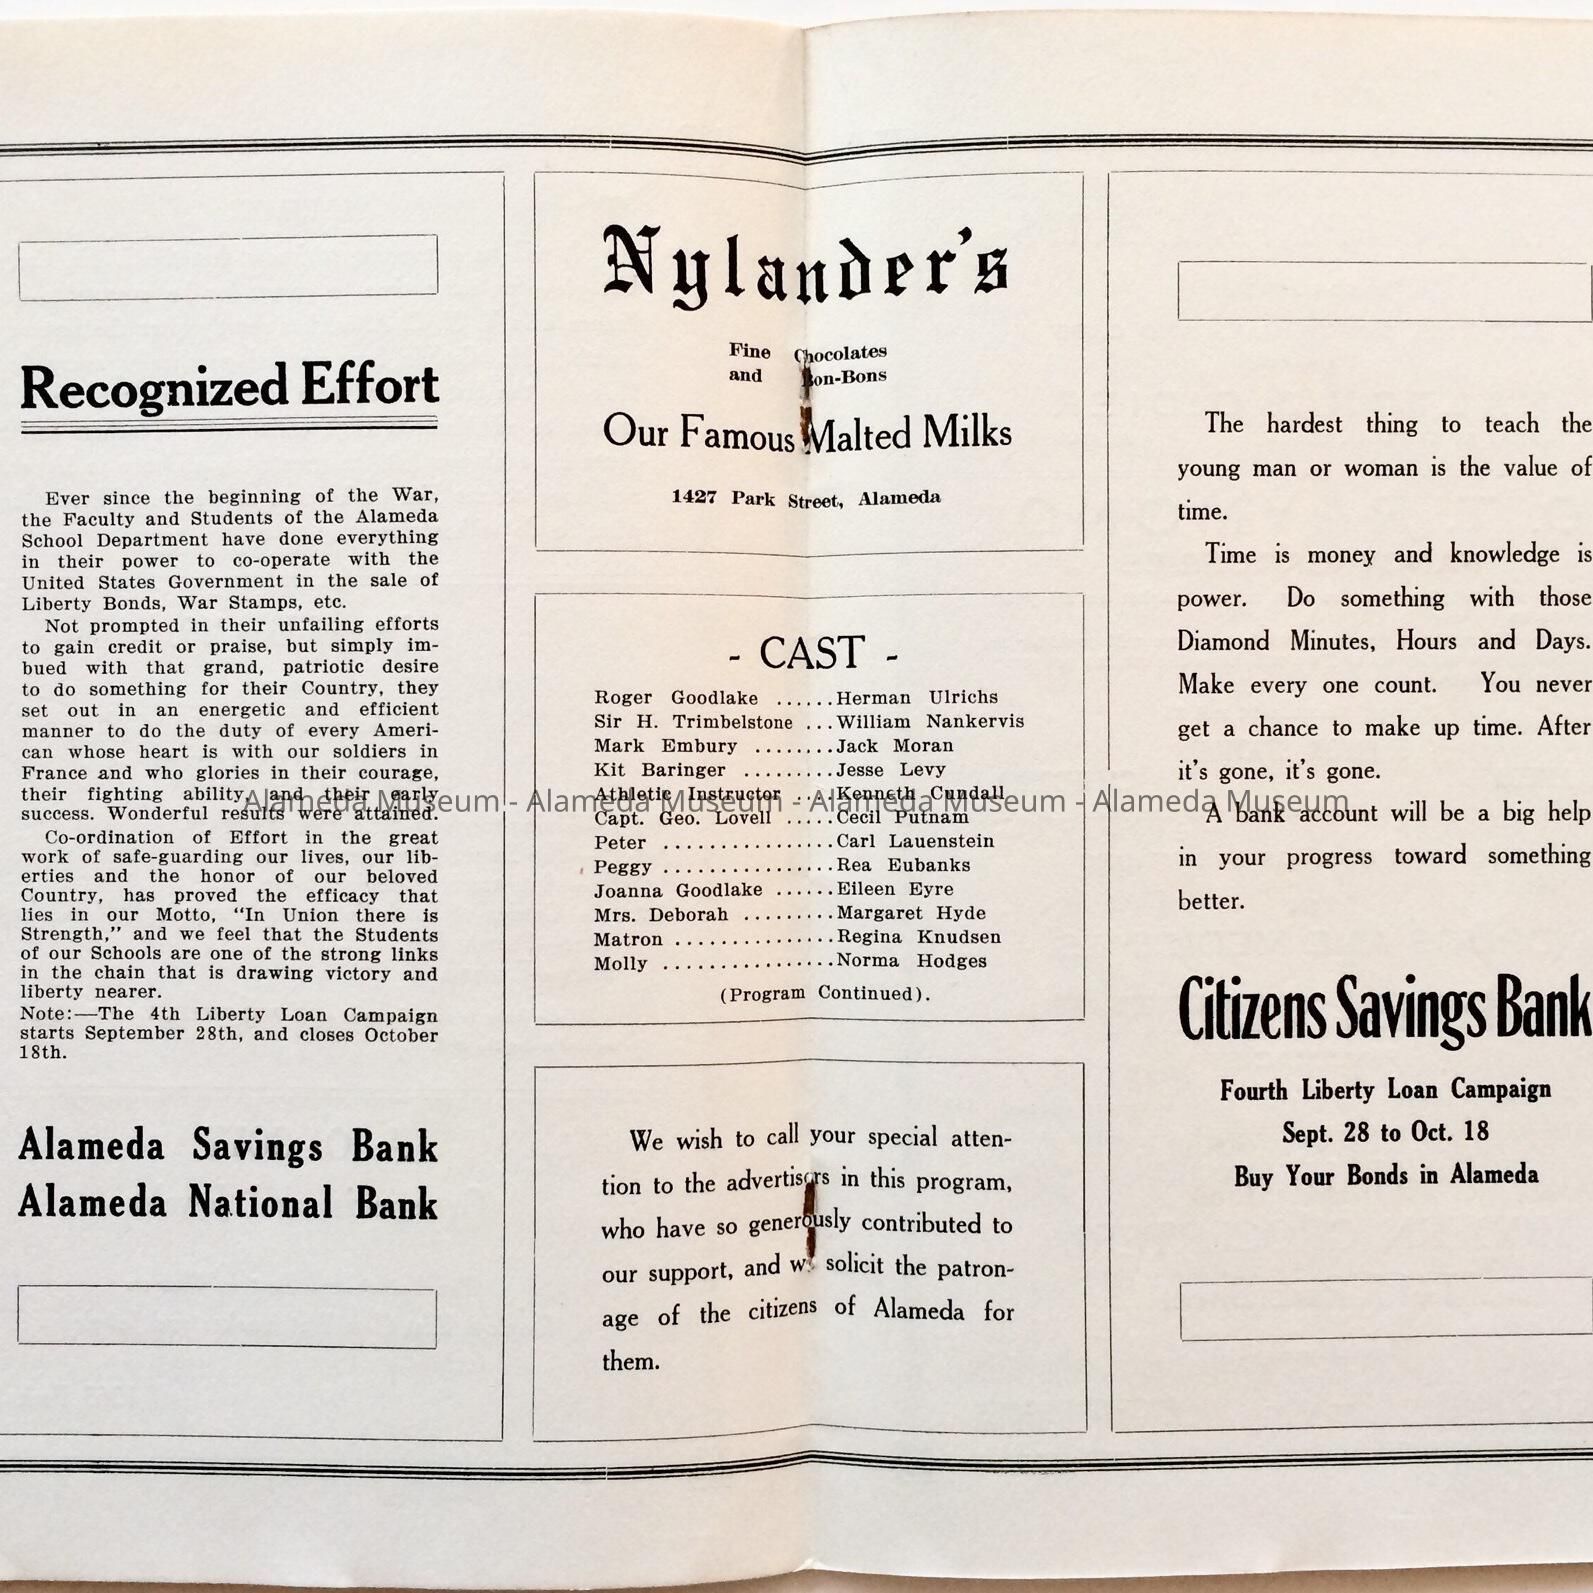 Recognized Effort
Ever since the beginning of the War,
the Faculty and Students of the Alameda
School Department have done everything
in their power to co-operate with the
United States Government in the sale of
Liberty Bonds, War Stamps, etc.
Not prompted in their unfailing efforts
to gain credit or praise, but simply im-
bued with that grand, patriotic desire
to do something for their Country, they
set out in an energetic and efficient
manner to do the duty of every Ameri-
can whose heart is with our soldiers in
France and who glories in their courage,
their fighting ability, and their early
success. Wonderful results were attained.
Co-ordination of Effort in the great
work of safe-guarding our lives, our lib-
erties and the honor of our beloved
Country, has proved the efficacy that
lies in our Motto, “In Union there is
Strength,” and we feel that the Students
of our Schools are one of the strong links
in the chain that is drawing victory and
liberty nearer.
Note:—The 4th Liberty Loan Campaign
starts September 28th, and closes October
18th.
Alameda Savings Bank
Alameda National Bank
Nylander's
Fine Chocolates
and Bon-Bons
Our Famous Malted Milks
1427 Park Street, Alameda
- CAST -
Roger Goodlake ......Herman Ulrichs
Sir H. Trimbelstone ...William Nankervis
Mark Embury ........Jack Moran
Kit Baringer .........Jesse Levy
Athletic Instructor ....Kenneth Cundall
Capt. Geo. Lovell .....Cecil Putnam
Peter ................Carl Lauenstein
Peggy ................Rea Eubanks
Joanna Goodlake ......Eileen Eyre
Mrs. Deborah .........Margaret Hyde
Matron ...............Regina Knudsen
Molly ................Norma Hodges
(Program Continued).
We wish to call your special atten-
tion to the advertisers in this program,
who have so generously contributed to
our support, and we solicit the patron-
age of the citizens of Alameda for
them.
The hardest thing to teach the
young man or woman is the value of
time.
Time is money and knowledge is
power. Do something with those
Diamond Minutes, Hours and Days.
Make every one count. You never
get a chance to make up time. After
it's gone, it's gone.
A bank account will be a big help
in your progress toward something
better.
Citizens Savings Bank
Fourth Liberty Loan Campaign
Sept. 28 to Oct. 18
Buy Your Bonds in Alameda
Alameda Museum - Alameda Museum - Alameda Museum - Alameda Museum